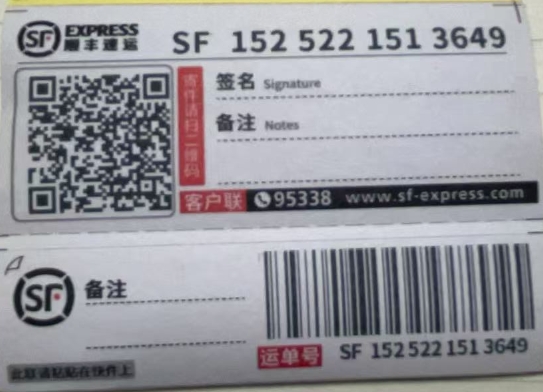 SF EXPRESS
顺丰速运
SF 152 522 151 3649
寄件请扫二维码
签名 Signature
备注 Notes
客户联 95338 www.sf-express.com
SF 备注
运单号 SF 152 522 151 3649
此联请粘贴在快件上